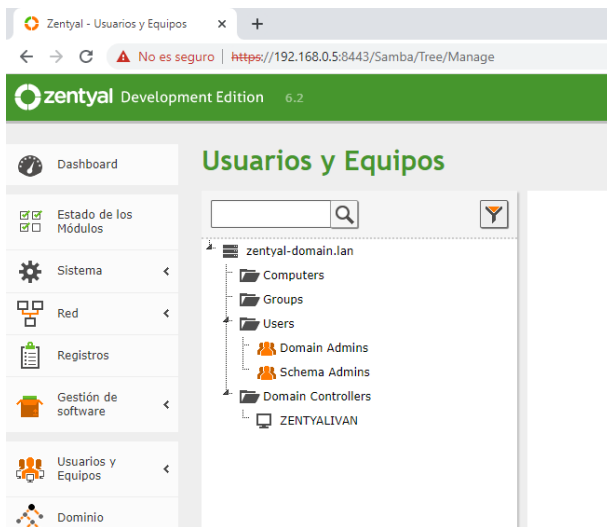 Zentyal - Usuarios y Equipos
No es seguro | https://192.168.0.5:8443/Samba/Tree/Manage
zentyal Development Edition 6.2
Dashboard
Estado de los
Módulos
Sistema
Red
Registros
Gestión de
software
Usuarios y
Equipos
Dominio
Usuarios y Equipos
zentyal-domain.lan
Computers
Groups
Users
Domain Admins
Schema Admins
Domain Controllers
ZENTYALIVAN